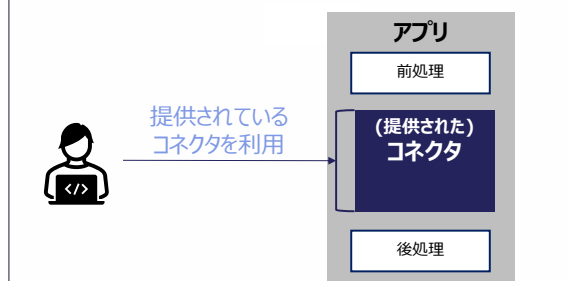 アプリ
前処理
提供されている
コネクタを利用
(提供された)
コネクタ
</>
後処理